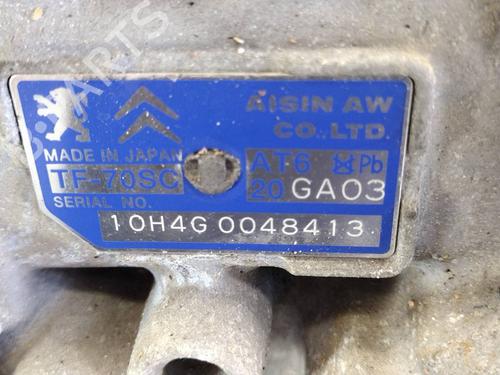 AISIN AW
CO.,LTD.
MADE IN JAPAN
TF-70SC
AT6 Pb
20 GA03
SERIAL NO.
10H4G 0048413